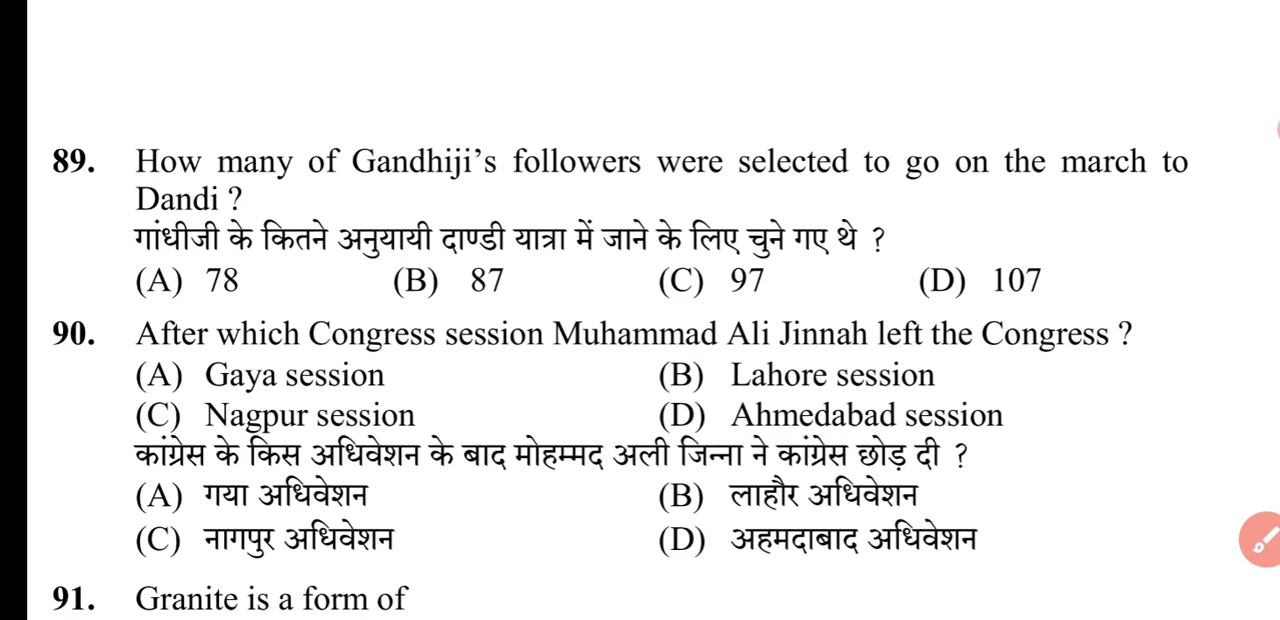 89. How many of Gandhiji’s followers were selected to go on the march to
Dandi ?
गांधीजी के कितने अनुयायी दाण्डी यात्रा में जाने के लिए चुने गए थे ?
(A) 78 (B) 87 (C) 97 (D) 107
90. After which Congress session Muhammad Ali Jinnah left the Congress ?
(A) Gaya session (B) Lahore session
(C) Nagpur session (D) Ahmedabad session
कांग्रेस के किस अधिवेशन के बाद मोहम्मद अली जिन्ना ने कांग्रेस छोड़ दी ?
(A) गया अधिवेशन (B) लाहौर अधिवेशन
(C) नागपुर अधिवेशन (D) अहमदाबाद अधिवेशन
91. Granite is a form of